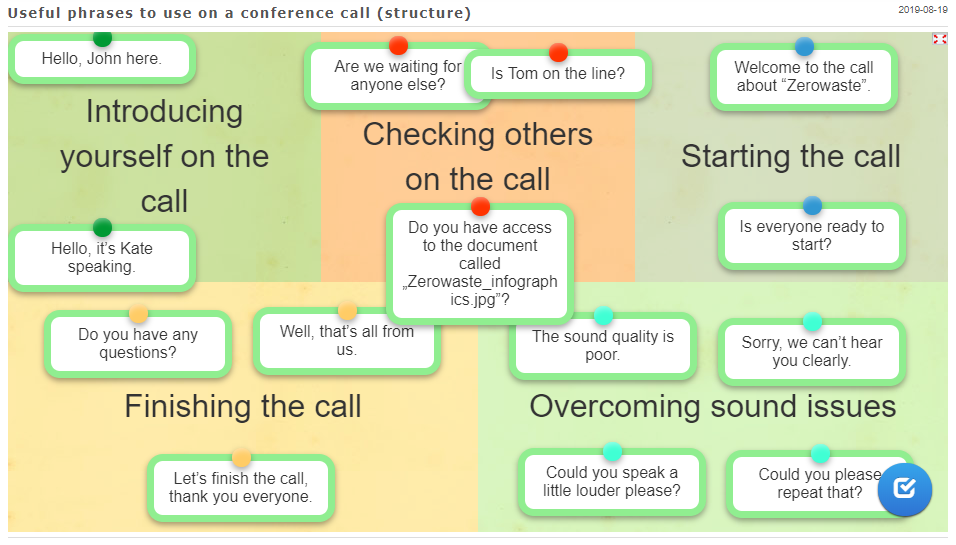 Useful phrases to use on a conference call (structure)
2019-08-19
Hello, John here.
Introducing
yourself on the
call
Hello, it’s Kate
speaking.
Are we waiting for
anyone else?
Is Tom on the line?
Checking others
on the call
Do you have access
to the document
called
„Zerowaste_infograph
ics.jpg”?
Welcome to the call
about “Zerowaste”.
Starting the call
Is everyone ready to
start?
Do you have any
questions?
Well, that’s all from
us.
Finishing the call
Let’s finish the call,
thank you everyone.
The sound quality is
poor.
Sorry, we can’t hear
you clearly.
Overcoming sound issues
Could you speak a
little louder please?
Could you please
repeat that?